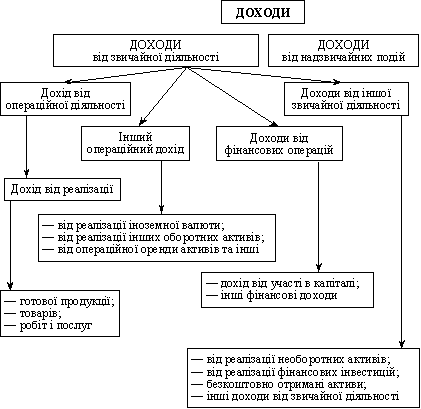 ДОХОДИ
ДОХОДИ
від звичайної діяльності
ДОХОДИ
від надзвичайних подій
Дохід від
операційної діяльності
Доходи від іншої
звичайної діяльності
Інший
операційний дохід
Доходи від
фінансових операцій
Дохід від реалізації
— від реалізації іноземної валюти;
— від реалізації інших оборотних активів;
— від операційної оренди активів та інші
— дохід від участі в капіталі;
— інші фінансові доходи
— готової продукції;
— товарів;
— робіт і послуг
— від реалізації необоротних активів;
— від реалізації фінансових інвестицій;
— безкоштовно отримані активи;
— інші доходи від звичайної діяльності